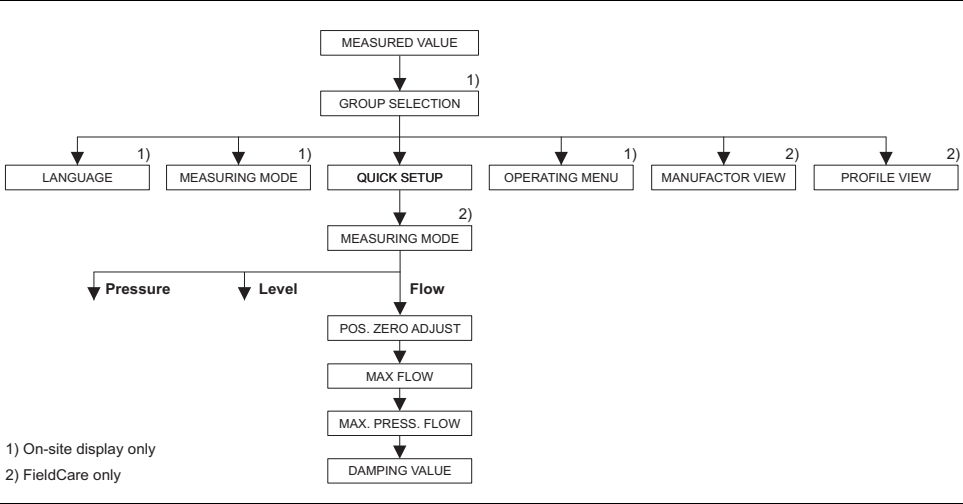 MEASURED VALUE
1)
GROUP SELECTION
1)
1)
1)
2)
2)
LANGUAGE
MEASURING MODE
QUICK SETUP
OPERATING MENU
MANUFACTOR VIEW
PROFILE VIEW
2)
MEASURING MODE
Pressure
Level
Flow
POS. ZERO ADJUST
MAX FLOW
MAX. PRESS. FLOW
DAMPING VALUE
1) On-site display only
2) FieldCare only